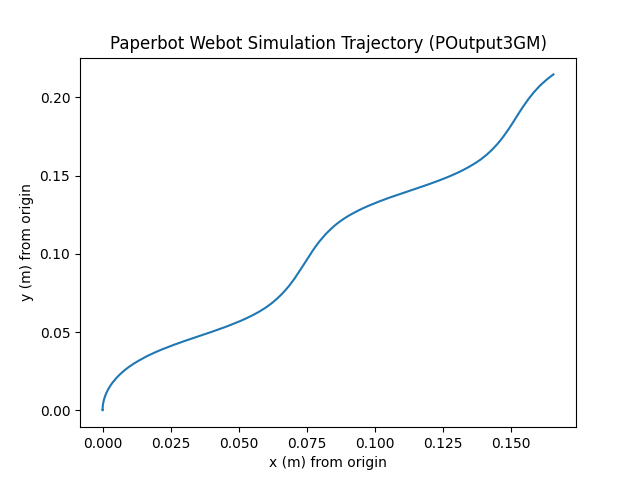 Paperbot Webot Simulation Trajectory (POutput3GM)
0.20
0.15
0.10
0.05
0.00
y (m) from origin
0.000 0.025 0.050 0.075 0.100 0.125 0.150
x (m) from origin